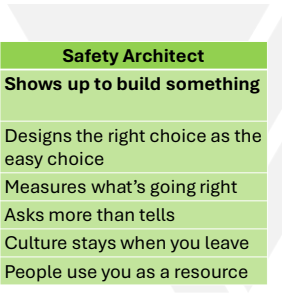 Safety Architect
Shows up to build something
Designs the right choice as the
easy choice
Measures what’s going right
Asks more than tells
Culture stays when you leave
People use you as a resource